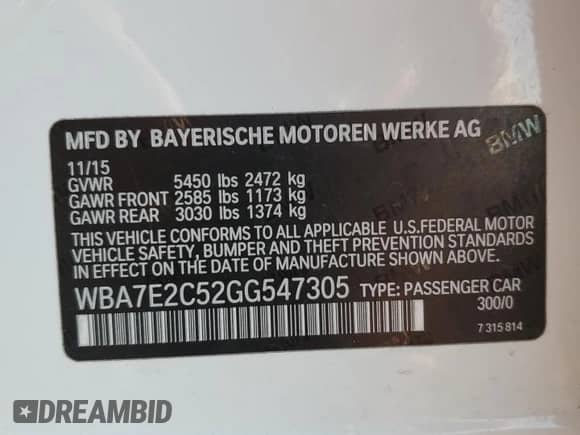 MFD BY BAYERISCHE MOTOREN WERKE AG
11/15
GVWR 5450 lbs 2472 kg
GAWR FRONT 2585 lbs 1173 kg
GAWR REAR 3030 lbs 1374 kg
THIS VEHICLE CONFORMS TO ALL APPLICABLE U.S.FEDERAL MOTOR
VEHICLE SAFETY, BUMPER AND THEFT PREVENTION STANDARDS
IN EFFECT ON THE DATE OF MANUFACTURE SHOWN ABOVE.
WBA7E2C52GG547305 TYPE: PASSENGER CAR
300/0
7 315 814
BMW
BMW
DREAMBID